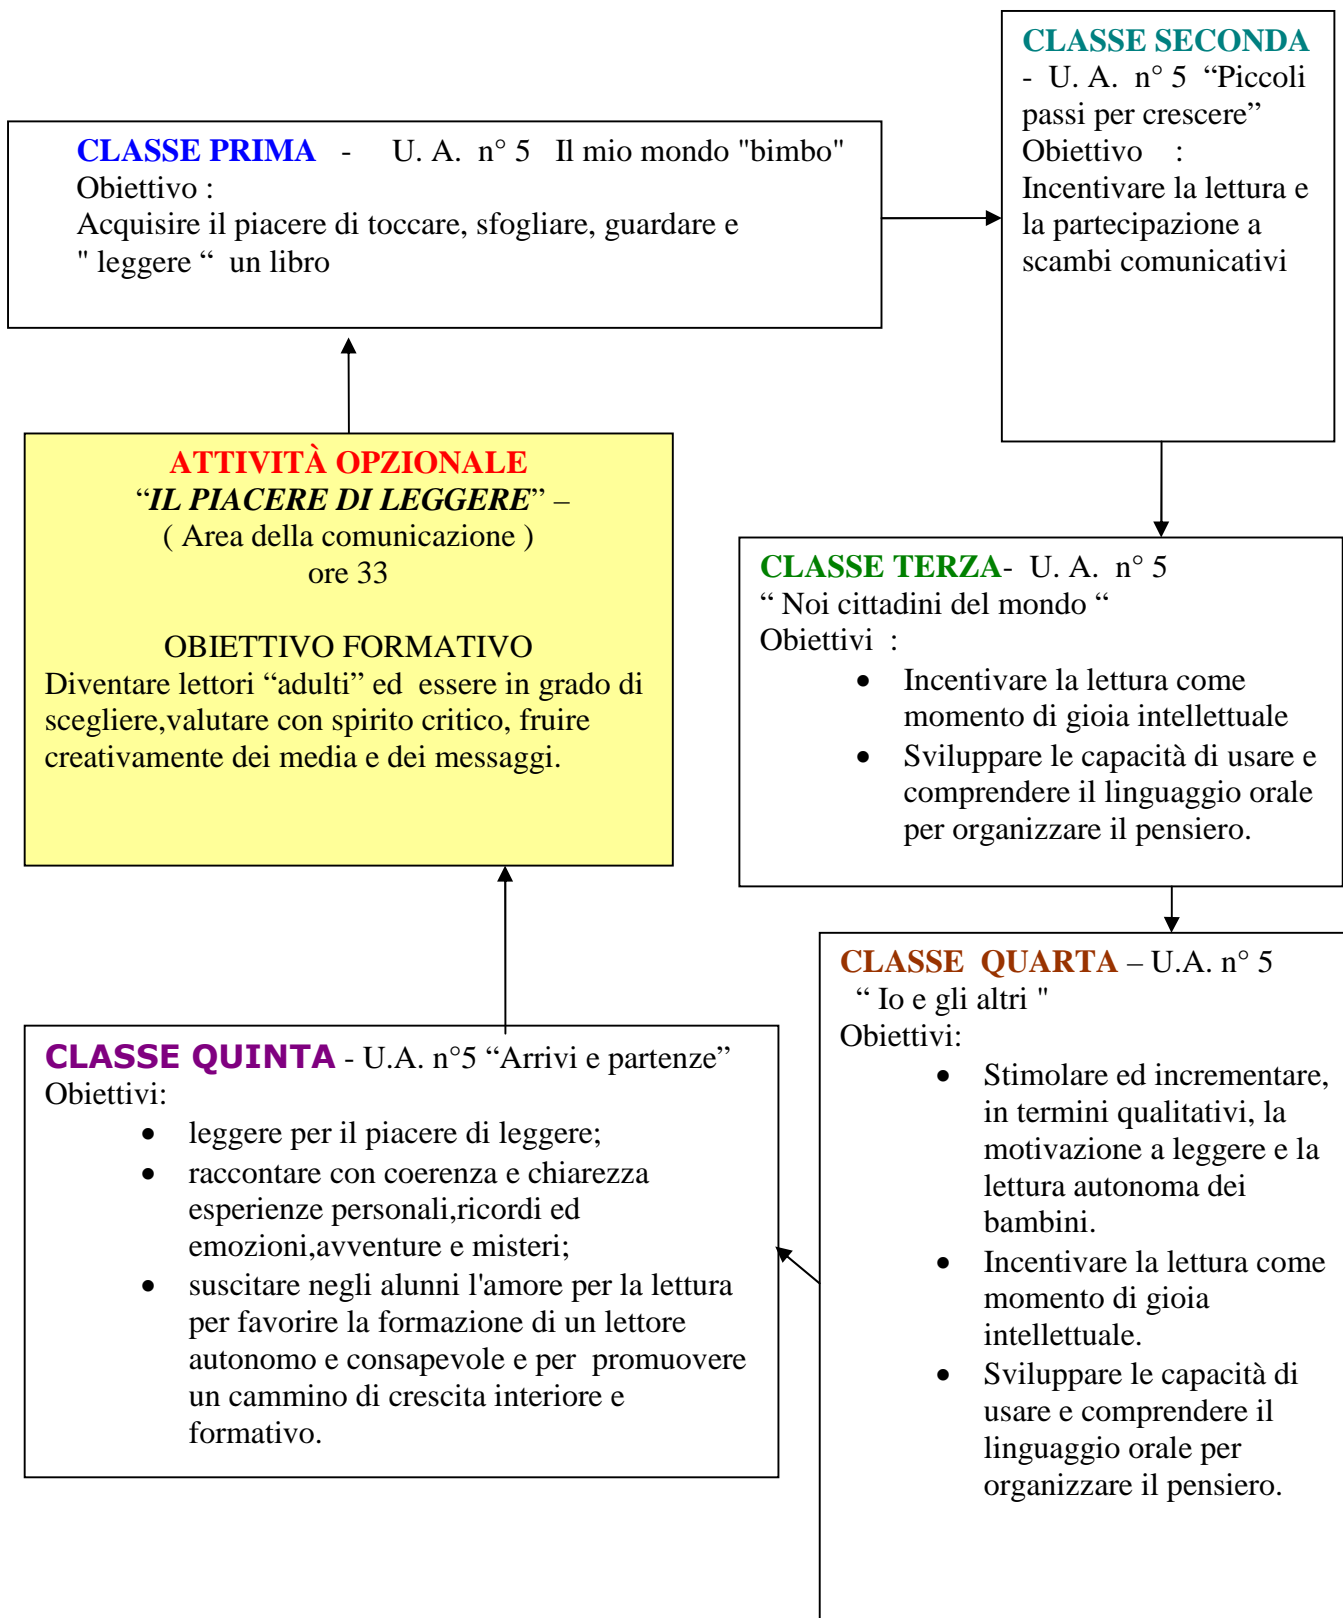 CLASSE PRIMA - U. A. n° 5 Il mio mondo "bimbo"
Obiettivo :
Acquisire il piacere di toccare, sfogliare, guardare e
" leggere “ un libro
CLASSE SECONDA
- U. A. n° 5 “Piccoli
passi per crescere”
Obiettivo :
Incentivare la lettura e
la partecipazione a
scambi comunicativi
ATTIVITÀ OPZIONALE
“IL PIACERE DI LEGGERE” –
( Area della comunicazione )
ore 33
OBIETTIVO FORMATIVO
Diventare lettori “adulti” ed essere in grado di
scegliere,valutare con spirito critico, fruire
creativamente dei media e dei messaggi.
CLASSE TERZA- U. A. n° 5
“ Noi cittadini del mondo “
Obiettivi :
• Incentivare la lettura come
momento di gioia intellettuale
• Sviluppare le capacità di usare e
comprendere il linguaggio orale
per organizzare il pensiero.
CLASSE QUARTA – U.A. n° 5
“ Io e gli altri "
Obiettivi:
• Stimolare ed incrementare,
in termini qualitativi, la
motivazione a leggere e la
lettura autonoma dei
bambini.
• Incentivare la lettura come
momento di gioia
intellettuale.
• Sviluppare le capacità di
usare e comprendere il
linguaggio orale per
organizzare il pensiero.
CLASSE QUINTA - U.A. n°5 “Arrivi e partenze”
Obiettivi:
• leggere per il piacere di leggere;
• raccontare con coerenza e chiarezza
esperienze personali,ricordi ed
emozioni,avventure e misteri;
• suscitare negli alunni l'amore per la lettura
per favorire la formazione di un lettore
autonomo e consapevole e per promuovere
un cammino di crescita interiore e
formativo.